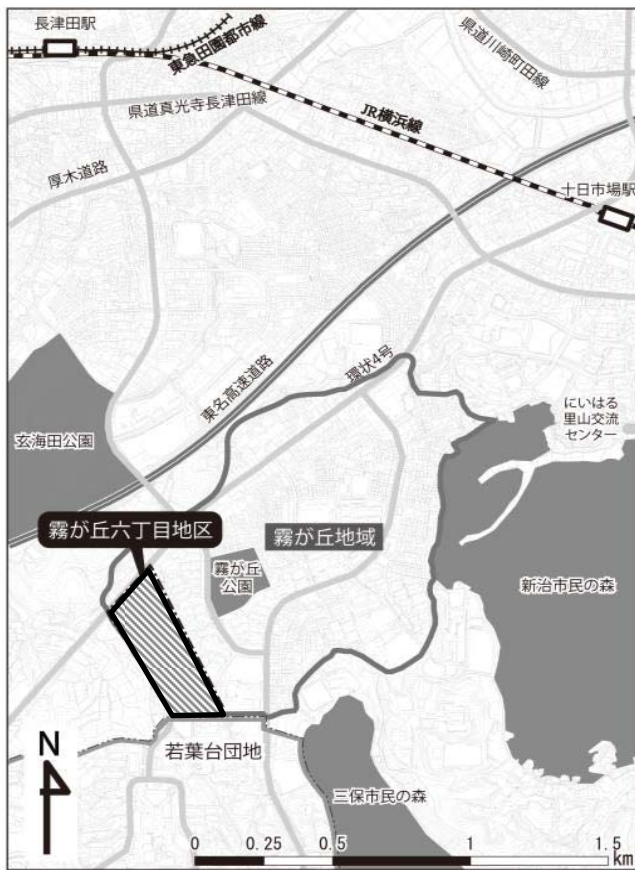 長津田駅
東急田園都市線
県道川崎町田線
県道真光寺長津田線
JR横浜線
厚木道路
十日市場駅
東名高速道路
環状4号
にいはる
里山交流
センター
玄海田公園
霧が丘六丁目地区
霧が丘地域
霧が丘
公園
新治市民の森
若葉台団地
三保市民の森
N
0 0.25 0.5 1 1.5
km